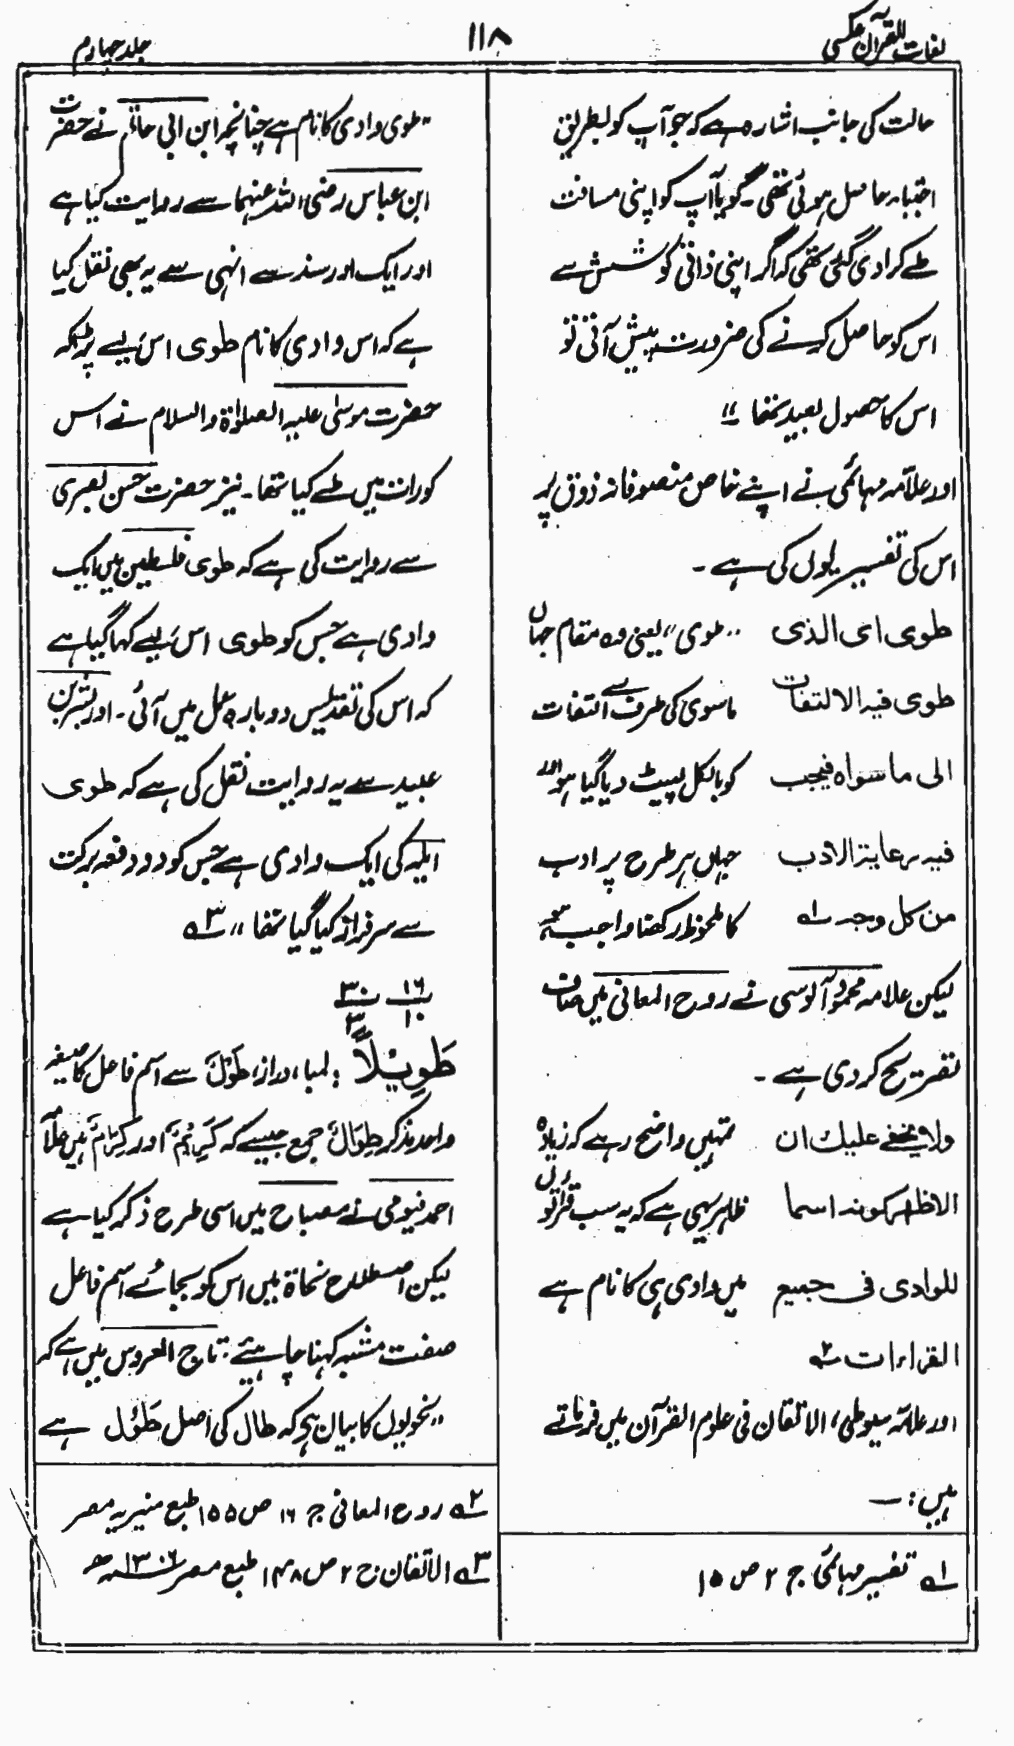 لغات القرآن عکسی
۱۱۸
جلد چہارم
حالت کی جانب اشارہ ہے کہ جو آپ کو بطریق
اجتباء حاصل ہوئی تھی۔ گویا آپ کو اپنی مسافت
طے کرادی گئی تھی کہ اگر اپنی ذاتی کوشش سے
اس کو حاصل کرنے کی ضرورت پیش آتی تو
اس کا حصول بعید تھا ؂۱۱
اور علامہ مہائمی نے اپنے خاص متصوفانہ ذوق پر
اس کی تفسیر یوں کی ہے ۔
طوی ای الذی ”طوی“ یعنی وہ مقام جہاں
طوی فیہ الالتفات ماسوی کی طرف سے التفات
الی ما سواہ فیجب کو بالکل لپیٹ دیا گیا ہو اور
فیہ رعایۃ الادب جہاں ہر طرح پر ادب
من کل وجہ ؂۱ کا ملحوظ رکھنا واجب ہے
لیکن علامہ محمود آلوسی نے روح المعانی میں صاف
تصریح کردی ہے ۔
ولا یخفی علیک ان تمہیں واضح رہے کہ زیادہ
الاظہر کونہ اسما ظاہر یہی ہے کہ یہ سب قراتوں
للوادی فی جمیع میں وادی ہی کا نام ہے
القراءات ؂۲
اور علامہ سیوطی، الاتقان فی علوم القرآن میں فرماتے
ہیں :۔
؂۱ تفسیر مہائمی ج ۲ ص ۱۵
”طوی وادی کا نام ہے چنانچہ ابن ابی حاتم نے حضرت
ابن عباس رضی اللہ عنہما سے روایت کیا ہے
اور ایک اور سند سے انہی سے یہ بھی نقل کیا
ہے کہ اس وادی کا نام طوی اس لیے پڑا کہ
حضرت موسیٰ علیہ الصلوٰۃ والسلام نے اس
کو رات میں طے کیا تھا۔ نیز حضرت حسن بصری
سے روایت کی ہے کہ طوی فلسطین میں ایک
وادی ہے جس کو طوی اس لیے کہا گیا ہے
کہ اس کی تقدیس دوبارہ عمل میں آئی۔ اور بشر بن
عبید سے یہ روایت نقل کی ہے کہ طوی
ایلہ کی ایک وادی ہے جس کو دو دفعہ برکت
سے سرفراز کیا گیا تھا“ ؂۳
۱۶ ۳۰
۱۰ ۳
طَوِیْلاً : لمبا، دراز، طُوْلٌ سے اسم فاعل کا صیغہ
واحد مذکر طِوَالٌ جمع جیسے کہ کَرِیْمٌ اور کِرَامٌ ہیں علامہ
احمد فیومی نے مصباح میں اسی طرح ذکر کیا ہے
لیکن اصطلاح نحاۃ میں اس کو بجائے اسم فاعل
صفت مشبہ کہنا چاہیئے۔ تاج العروس میں ہے کہ
”نحویوں کا بیان ہے کہ طال کی اصل طَوُلَ ہے
؂۲ روح المعانی ج ۱۶ ص ۱۵۵ طبع منیریہ مصر
؂۳ الاتقان ج ۲ ص ۱۴۸ طبع مصر ۱۳۰۶ھ